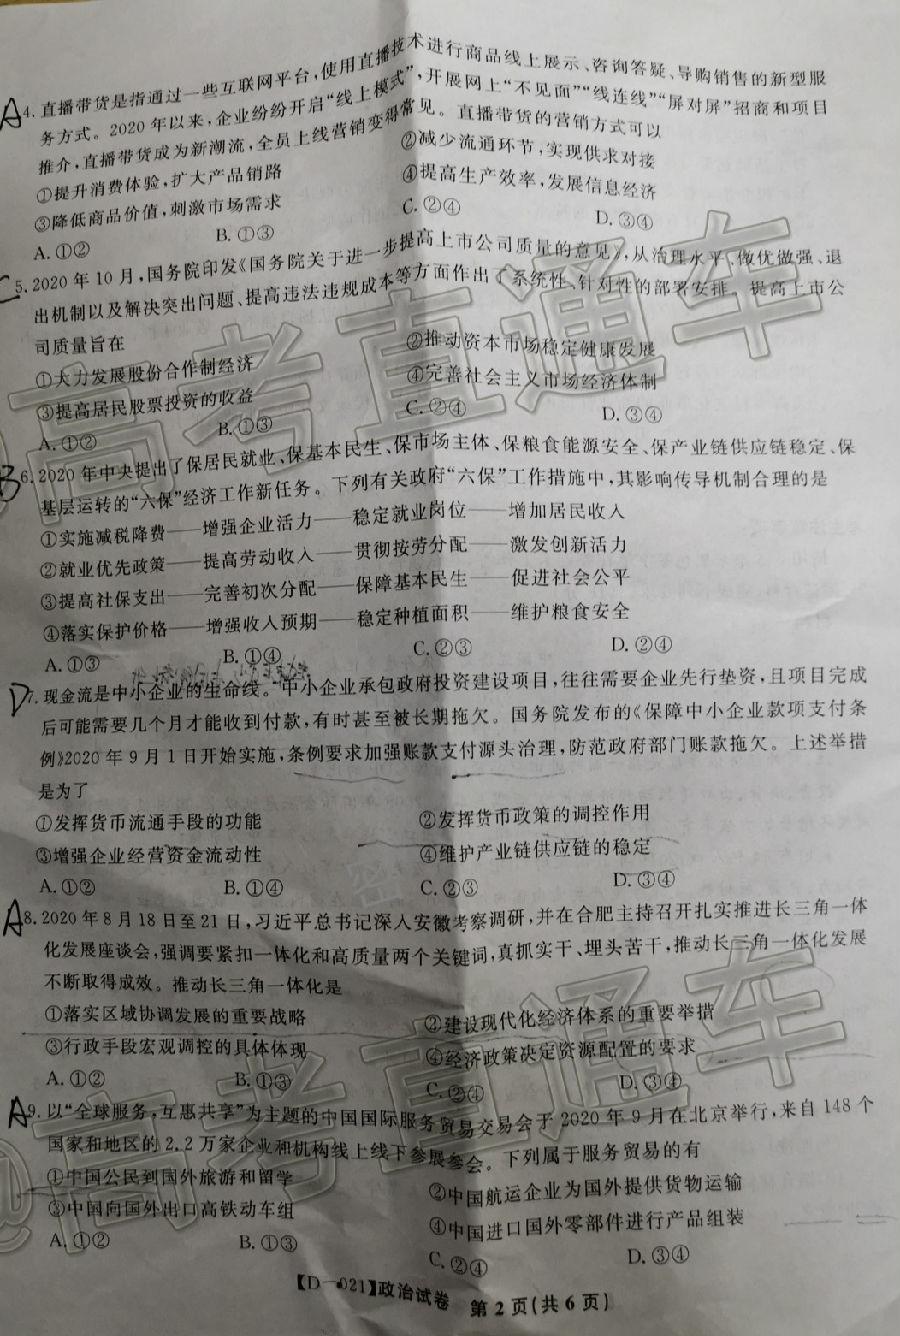 A 4. 直播带货是指通过一些互联网平台,使用直播技术进行商品线上展示、咨询答疑、导购销售的新型服
务方式。2020年以来,企业纷纷开启“线上模式”,开展网上“不见面”“线连线”“屏对屏”招商和项目
推介,直播带货成为新潮流,全员上线营销变得常见。直播带货的营销方式可以
①提升消费体验,扩大产品销路 ②减少流通环节,实现供求对接
③降低商品价值,刺激市场需求 ④提高生产效率,发展信息经济
A. ①② B. ①③ C. ②④ D. ③④
C 5. 2020年10月,国务院印发《国务院关于进一步提高上市公司质量的意见》,从治理水平、做优做强、退
出机制以及解决突出问题、提高违法违规成本等方面作出了系统性、针对性的部署安排。提高上市公
司质量旨在
①大力发展股份合作制经济 ②推动资本市场稳定健康发展
③提高居民股票投资的收益 ④完善社会主义市场经济体制
A. ①② B. ①③ C. ②④ D. ③④
B 6. 2020年中央提出了保居民就业、保基本民生、保市场主体、保粮食能源安全、保产业链供应链稳定、保
基层运转的“六保”经济工作新任务。下列有关政府“六保”工作措施中,其影响传导机制合理的是
①实施减税降费——增强企业活力——稳定就业岗位——增加居民收入
②就业优先政策——提高劳动收入——贯彻按劳分配——激发创新活力
③提高社保支出——完善初次分配——保障基本民生——促进社会公平
④落实保护价格——增强收入预期——稳定种植面积——维护粮食安全
A. ①③ B. ①④ C. ②③ D. ②④
D 7. 现金流是中小企业的生命线。中小企业承包政府投资建设项目,往往需要企业先行垫资,且项目完成
后可能需要几个月才能收到付款,有时甚至被长期拖欠。国务院发布的《保障中小企业款项支付条
例》2020年9月1日开始实施,条例要求加强账款支付源头治理,防范政府部门账款拖欠。上述举措
是为了
①发挥货币流通手段的功能 ②发挥货币政策的调控作用
③增强企业经营资金流动性 ④维护产业链供应链的稳定
A. ①② B. ①④ C. ②③ D. ③④
A 8. 2020年8月18日至21日,习近平总书记深入安徽考察调研,并在合肥主持召开扎实推进长三角一体
化发展座谈会,强调要紧扣一体化和高质量两个关键词,真抓实干、埋头苦干,推动长三角一体化发展
不断取得成效。推动长三角一体化是
①落实区域协调发展的重要战略 ②建设现代化经济体系的重要举措
③行政手段宏观调控的具体体现 ④经济政策决定资源配置的要求
A. ①② B. ①③ C. ②④ D. ③④
A 9. 以“全球服务,互惠共享”为主题的中国国际服务贸易交易会于2020年9月在北京举行,来自148个
国家和地区的2.2万家企业和机构线上线下参展参会。下列属于服务贸易的有
①中国公民到国外旅游和留学 ②中国航运企业为国外提供货物运输
③中国向国外出口高铁动车组 ④中国进口国外零部件进行产品组装
A. ①② B. ①③ C. ②④ D. ③④
【D—021】政治试卷 第2页(共6页)
@高考直通车
@高考直通车